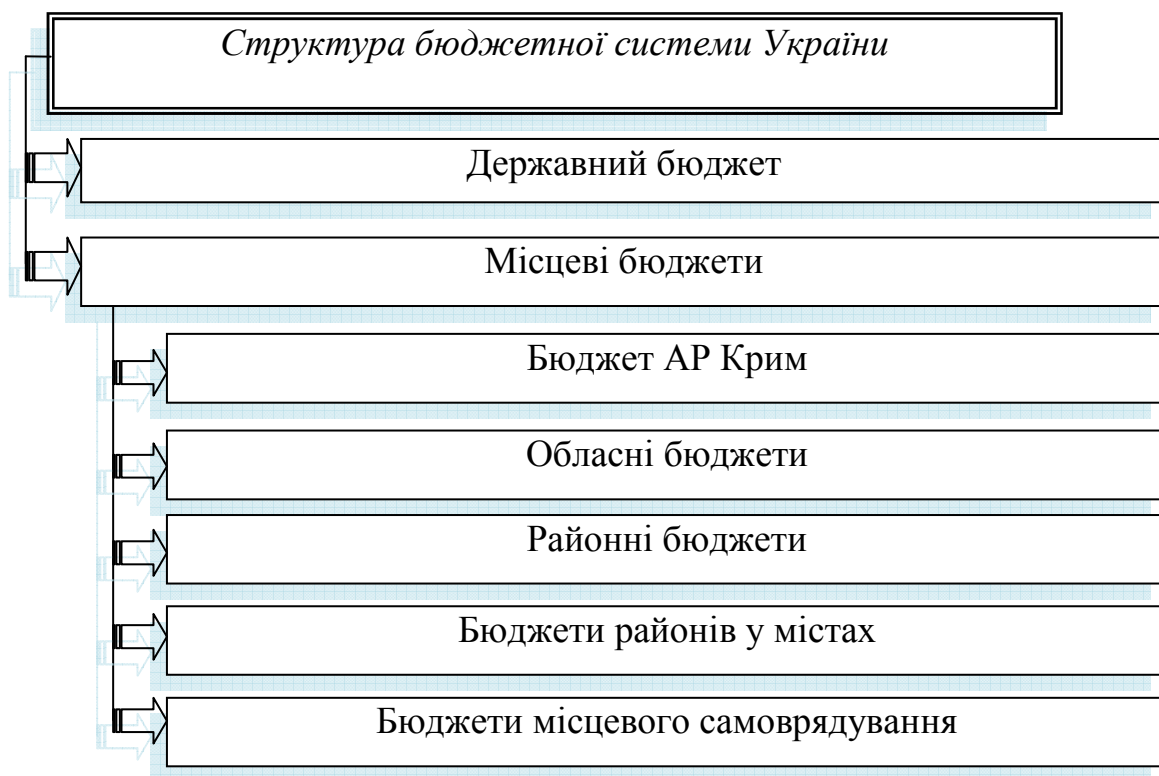 Структура бюджетної системи України
Державний бюджет
Місцеві бюджети
Бюджет АР Крим
Обласні бюджети
Районні бюджети
Бюджети районів у містах
Бюджети місцевого самоврядування